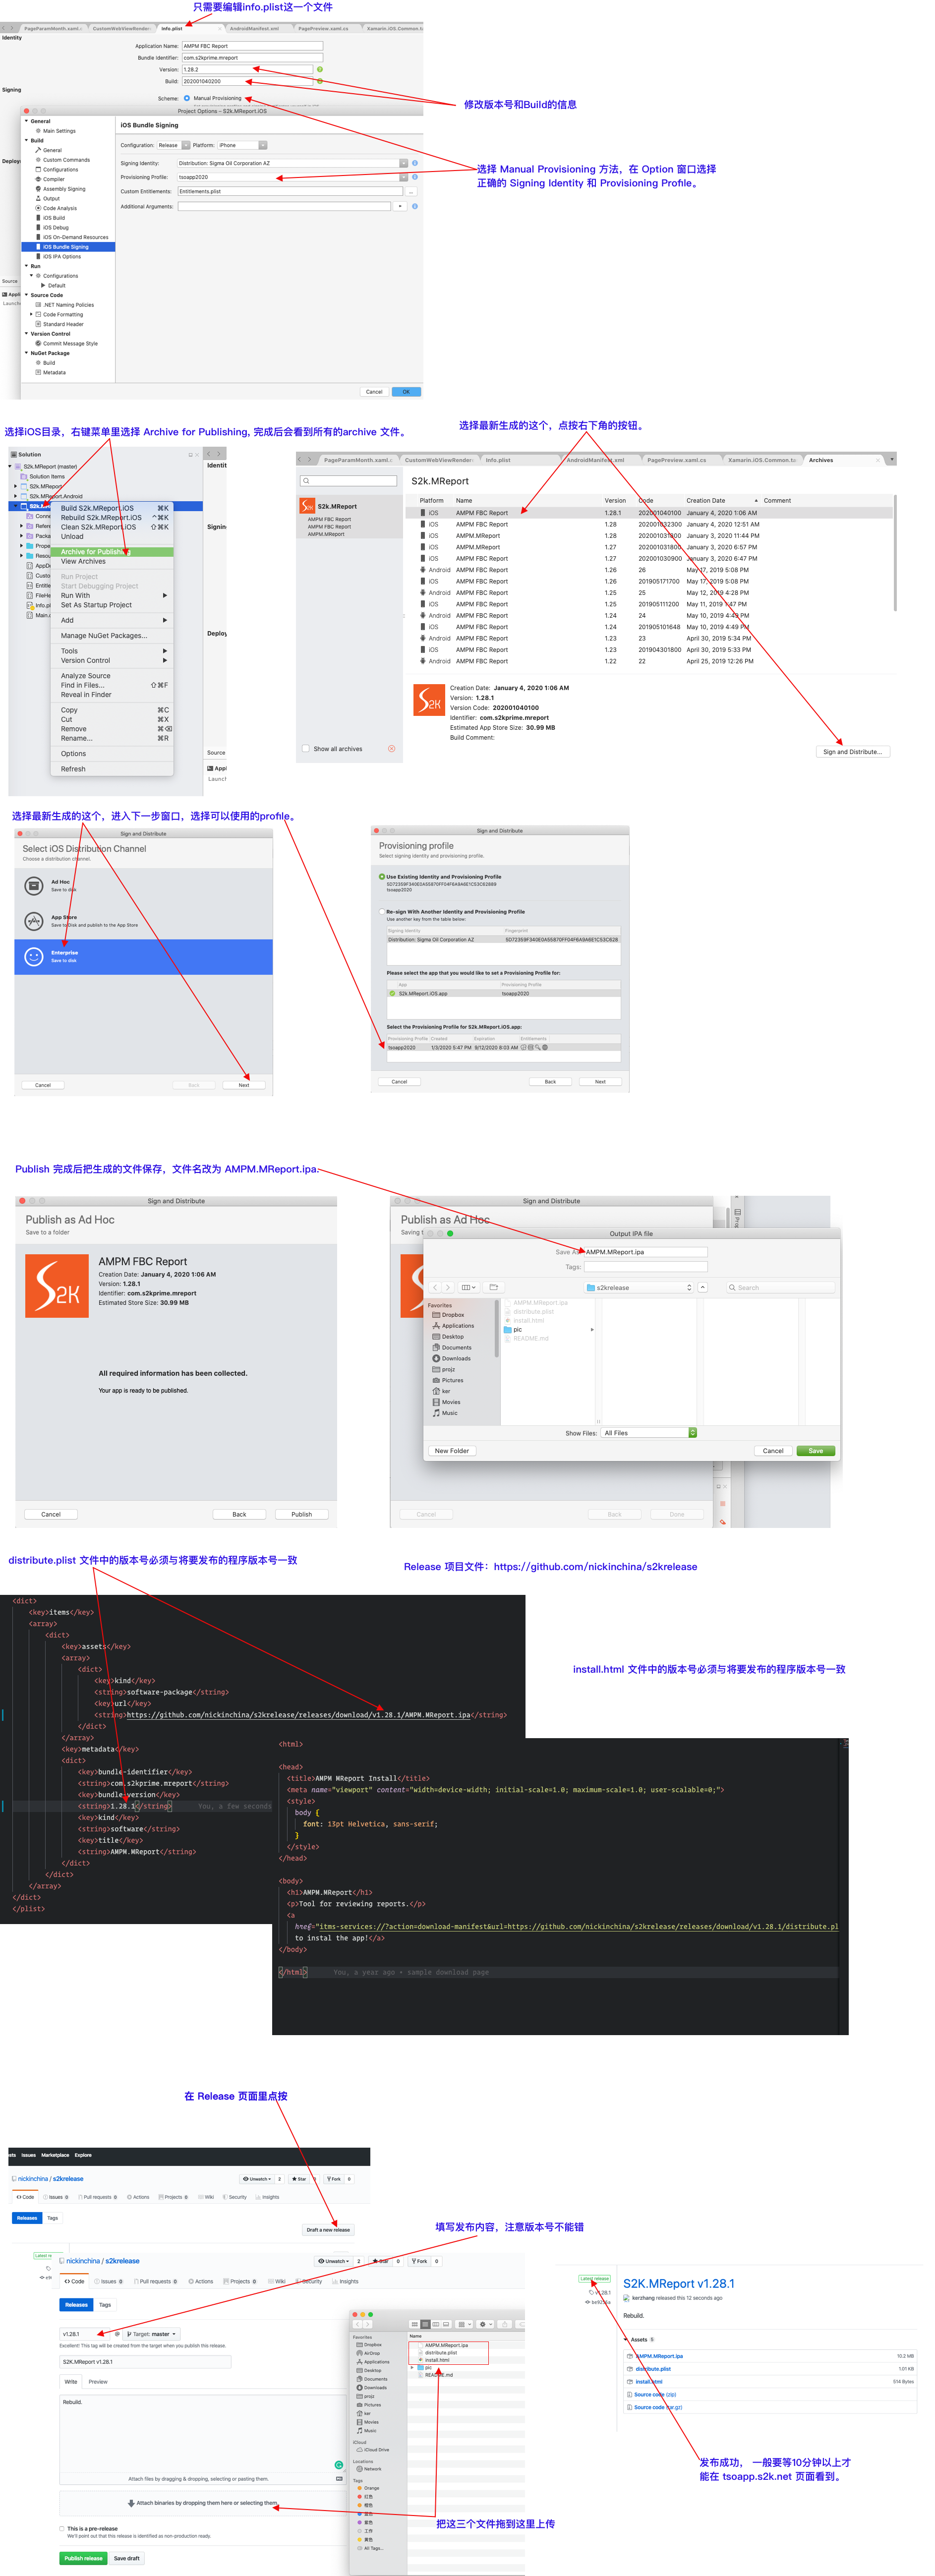 只需要编辑info.plist这一个文件
PageParamMonth.xaml.c
CustomWebViewRender
Info.plist
AndroidManifest.xml
PagePreview.xaml.cs
Xamarin.iOS.Common.ta
Identity
Application Name: AMPM FBC Report
Bundle Identifier: com.s2kprime.mreport
Version: 1.28.2
Build: 202001040200
修改版本号和Build的信息
Signing
Scheme: Manual Provisioning
Project Options – S2k.MReport.iOS
General
Main Settings
Build
General
Custom Commands
Configurations
Compiler
Assembly Signing
Output
Code Analysis
iOS Build
iOS Debug
iOS On-Demand Resources
iOS Bundle Signing
iOS IPA Options
Run
Configurations
Default
Source Code
.NET Naming Policies
Code Formatting
Standard Header
Version Control
Commit Message Style
NuGet Package
Build
Metadata
iOS Bundle Signing
Configuration: Release Platform: iPhone
Signing Identity: Distribution: Sigma Oil Corporation AZ
Provisioning Profile: tsoapp2020
Custom Entitlements: Entitlements.plist
Additional Arguments:
Cancel OK
选择 Manual Provisioning 方法，在 Option 窗口选择
正确的 Signing Identity 和 Provisioning Profile。
选择iOS目录，右键菜单里选择 Archive for Publishing, 完成后会看到所有的archive 文件。
Solution
S2k.MReport (master)
Solution Items
S2k.MReport
S2k.MReport.Android
Build S2k.MReport.iOS ⌘K
Rebuild S2k.MReport.iOS ^⌘K
Clean S2k.MReport.iOS ⇧⌘K
Unload
Archive for Publishing
View Archives
Run Project
Start Debugging Project
Run With
Set As Startup Project
Add
Manage NuGet Packages...
Tools
Version Control
Analyze Source
Find in Files... ⇧⌘F
Reveal in Finder
Copy ⌘C
Cut ⌘X
Remove ⌘⌫
Rename... ⌘R
Options
Refresh
选择最新生成的这个，点按右下角的按钮。
PageParamMonth.xaml.c
CustomWebViewRender
Info.plist
AndroidManifest.xml
PagePreview.xaml.cs
Xamarin.iOS.Common.ta
Archives
S2k.MReport
AMPM FBC Report
AMPM FBC Report
AMPM.MReport
Show all archives
S2k.MReport
Platform Name Version Code Creation Date Comment
iOS AMPM FBC Report 1.28.1 202001040100 January 4, 2020 1:06 AM
iOS AMPM FBC Report 1.28 202001032300 January 4, 2020 12:51 AM
iOS AMPM.MReport 1.28 202001031800 January 3, 2020 11:44 PM
iOS AMPM.MReport 1.27 202001031800 January 3, 2020 6:57 PM
iOS AMPM FBC Report 1.27 202001030900 January 3, 2020 6:47 PM
Android AMPM FBC Report 1.26 26 May 17, 2019 5:08 PM
iOS AMPM FBC Report 1.26 201905171700 May 17, 2019 5:08 PM
Android AMPM FBC Report 1.25 25 May 12, 2019 4:28 PM
iOS AMPM FBC Report 1.25 201905111200 May 11, 2019 1:47 PM
Android AMPM FBC Report 1.24 24 May 10, 2019 4:49 PM
iOS AMPM FBC Report 1.24 201905101648 May 10, 2019 4:49 PM
Android AMPM FBC Report 1.23 23 April 30, 2019 5:34 PM
iOS AMPM FBC Report 1.23 201904301800 April 30, 2019 5:33 PM
Android AMPM FBC Report 1.22 22 April 25, 2019 12:26 PM
S2K
Creation Date: January 4, 2020 1:06 AM
Version: 1.28.1
Version Code: 202001040100
Identifier: com.s2kprime.mreport
Estimated App Store Size: 30.99 MB
Build Comment:
Sign and Distribute...
选择最新生成的这个，进入下一步窗口，选择可以使用的profile。
Sign and Distribute
Select iOS Distribution Channel
Choose a distribution channel.
Ad Hoc
Save to disk
App Store
Save to Disk and publish to the App Store
Enterprise
Save to disk
Cancel Back Next
Sign and Distribute
Provisioning profile
Select signing identity and provisioning profile.
Use Existing Identity and Provisioning Profile
tsoapp2020
Re-sign With Another Identity and Provisioning Profile
Use another key from the table below:
Signing Identity Fingerprint
Distribution: Sigma Oil Corporation AZ
Please select the app that you would like to set a Provisioning Profile for:
App Provisioning Profile
S2k.MReport.iOS.app tsoapp2020
Select the Provisioning Profile for S2k.MReport.iOS.app:
Provisioning Profile Created Expiration Entitlements
tsoapp2020 1/3/2020 5:47 PM 9/12/2020 8:03 AM
Cancel Back Next
Publish 完成后把生成的文件保存，文件名改为 AMPM.MReport.ipa.
Sign and Distribute
Publish as Ad Hoc
Save to a folder
S2K
AMPM FBC Report
Creation Date: January 4, 2020 1:06 AM
Version: 1.28.1
Identifier: com.s2kprime.mreport
Estimated Store Size: 30.99 MB
All required information has been collected.
Your app is ready to be published.
Cancel Back Publish
Sign and Distribute
Publish as Ad Hoc
Output IPA file
Save As: AMPM.MReport.ipa
Tags:
s2krelease
Search
Favorites
Dropbox
Applications
Desktop
Documents
Downloads
projz
Pictures
ker
Movies
Music
AMPM.MReport.ipa
distribute.plist
install.html
pic
README.md
Show Files: All Files
New Folder Cancel Save
Cancel Back Done
distribute.plist 文件中的版本号必须与将要发布的程序版本号一致
Release 项目文件：https://github.com/nickinchina/s2krelease
<dict>
<key>items</key>
<array>
<dict>
<key>assets</key>
<array>
<dict>
<key>kind</key>
<string>software-package</string>
<key>url</key>
<string>https://github.com/nickinchina/s2krelease/releases/download/v1.28.1/AMPM.MReport.ipa</string>
</dict>
</array>
<key>metadata</key>
<dict>
<key>bundle-identifier</key>
<string>com.s2kprime.mreport</string>
<key>bundle-version</key>
<string>1.28.1</string> You, a few seconds
<key>kind</key>
<string>software</string>
<key>title</key>
<string>AMPM.MReport</string>
</dict>
</dict>
</array>
</dict>
</plist>
install.html 文件中的版本号必须与将要发布的程序版本号一致
<html>
<head>
<title>AMPM MReport Install</title>
<meta name="viewport" content="width=device-width; initial-scale=1.0; maximum-scale=1.0; user-scalable=0;">
<style>
body {
font: 13pt Helvetica, sans-serif;
}
</style>
</head>
<body>
<h1>AMPM.MReport</h1>
<p>Tool for reviewing reports.</p>
<a
href="itms-services://?action=download-manifest&url=https://github.com/nickinchina/s2krelease/releases/download/v1.28.1/distribute.pl
to instal the app!</a>
</body>
</html> You, a year ago • sample download page
在 Release 页面里点按
Issues Marketplace Explore
nickinchina / s2krelease
Unwatch 2 Star Fork 0
Code Issues 0 Pull requests 0 Actions Projects 0 Wiki Security Insights
Releases Tags
Draft a new release
填写发布内容，注意版本号不能错
nickinchina / s2krelease
Unwatch 2 Star 0 Fork 0
Code Issues 0 Pull requests 0 Actions Projects 0 Wiki Security Insights
Releases Tags
v1.28.1 @ Target: master
Excellent! This tag will be created from the target when you publish this release.
S2K.MReport v1.28.1
Write Preview
Rebuild.
Attach files by dragging & dropping, selecting or pasting them.
Attach binaries by dropping them here or selecting them.
This is a pre-release
We'll point out that this release is identified as non-production ready.
Publish release Save draft
Favorites
Dropbox
AirDrop
Applications
Desktop
Documents
Downloads
projz
Pictures
ker
Movies
Music
iCloud
iCloud Drive
Locations
Network
Tags
Orange
红色
橙色
蓝色
紫色
工作
黄色
All Tags...
Name
AMPM.MReport.ipa
distribute.plist
install.html
pic
README.md
把这三个文件拖到这里上传
Latest release
v1.28.1
S2K.MReport v1.28.1
kerzhang released this 12 seconds ago
Rebuild.
Assets 5
AMPM.MReport.ipa 10.2 MB
distribute.plist 1.01 KB
install.html 514 Bytes
Source code (zip)
Source code (tar.gz)
发布成功，一般要等10分钟以上才
能在 tsoapp.s2k.net 页面看到。